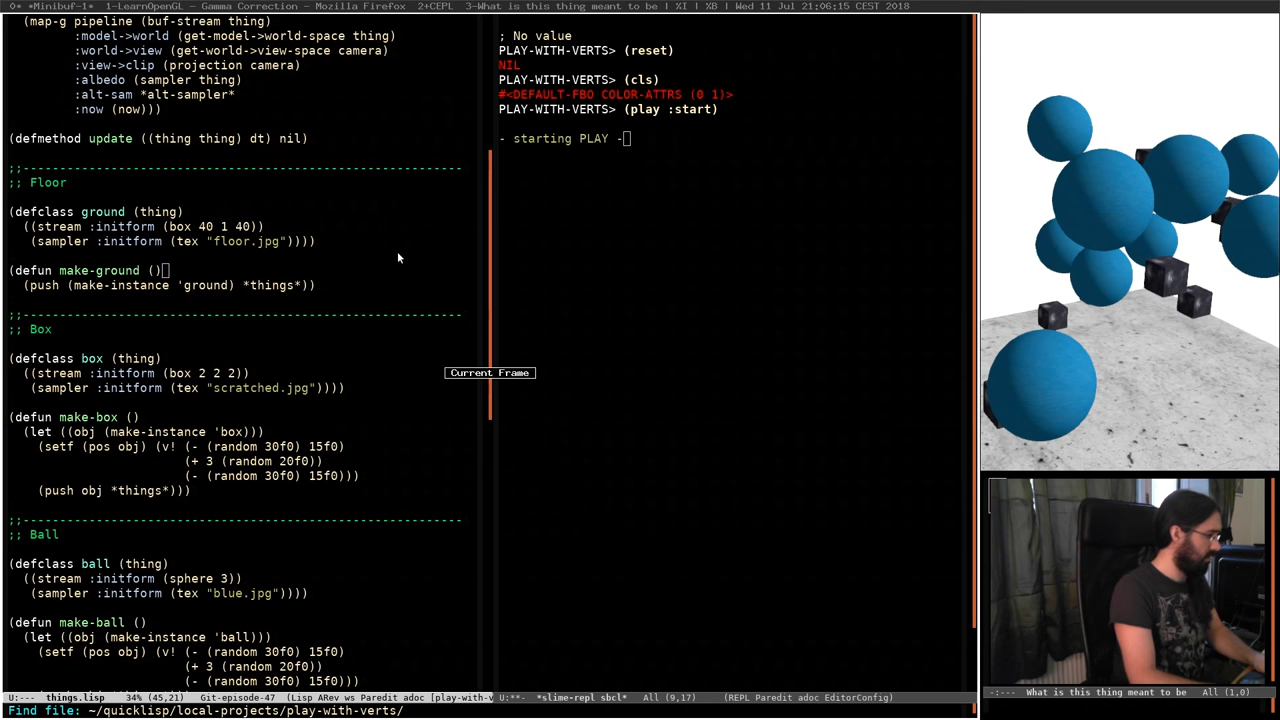 0* *Minibuf-1*  1-LearnOpenGL - Gamma Correction - Mozilla Firefox  2+CEPL  3-What is this thing meant to be | %I | %B | Wed 11 Jul 21:06:15 CEST 2018
(map-g pipeline (buf-stream thing)
:model->world (get-model->world-space thing)
:world->view (get-world->view-space camera)
:view->clip (projection camera)
:albedo (sampler thing)
:alt-sam *alt-sampler*
:now (now)))
(defmethod update ((thing thing) dt) nil)
;;------------------------------------------------------------
;; Floor
(defclass ground (thing)
((stream :initform (box 40 1 40))
(sampler :initform (tex "floor.jpg"))))
(defun make-ground ()
(push (make-instance 'ground) *things*))
;;------------------------------------------------------------
;; Box
(defclass box (thing)
((stream :initform (box 2 2 2))
(sampler :initform (tex "scratched.jpg"))))
(defun make-box ()
(let ((obj (make-instance 'box)))
(setf (pos obj) (v! (- (random 30f0) 15f0)
(+ 3 (random 20f0))
(- (random 30f0) 15f0)))
(push obj *things*)))
;;------------------------------------------------------------
;; Ball
(defclass ball (thing)
((stream :initform (sphere 3))
(sampler :initform (tex "blue.jpg"))))
(defun make-ball ()
(let ((obj (make-instance 'ball)))
(setf (pos obj) (v! (- (random 30f0) 15f0)
(+ 3 (random 20f0))
(- (random 30f0) 15f0)))
U:---  things.lisp    34% (45,21)    Git-episode-47  (Lisp ARev ws Paredit adoc [play-with-v
Find file: ~/quicklisp/local-projects/play-with-verts/
; No value
PLAY-WITH-VERTS> (reset)
NIL
PLAY-WITH-VERTS> (cls)
#<DEFAULT-FBO COLOR-ATTRS (0 1)>
PLAY-WITH-VERTS> (play :start)
- starting PLAY -
Current Frame
U:**-  *slime-repl sbcl*   All (9,17)     (REPL Paredit adoc EditorConfig)
-:---  What is this thing meant to be   All (1,0)